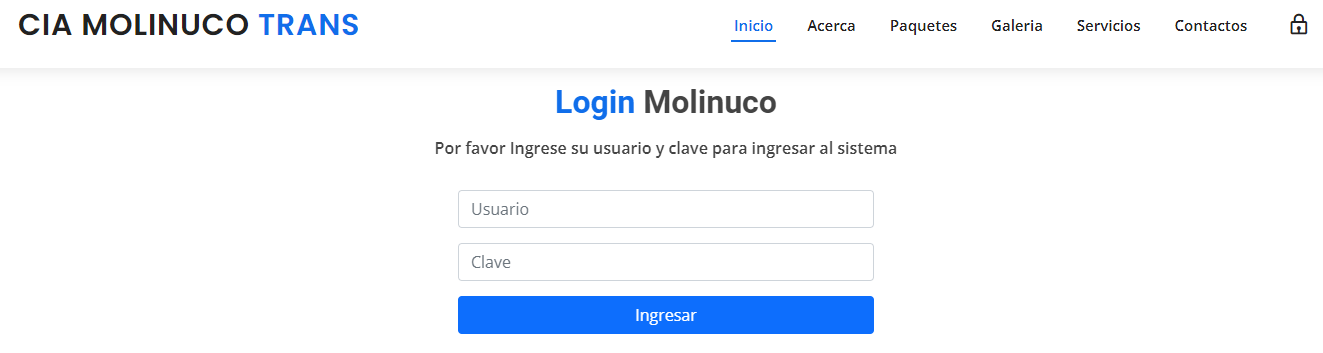 CIA MOLINUCO TRANS
Inicio Acerca Paquetes Galeria Servicios Contactos
Login Molinuco
Por favor Ingrese su usuario y clave para ingresar al sistema
Usuario
Clave
Ingresar